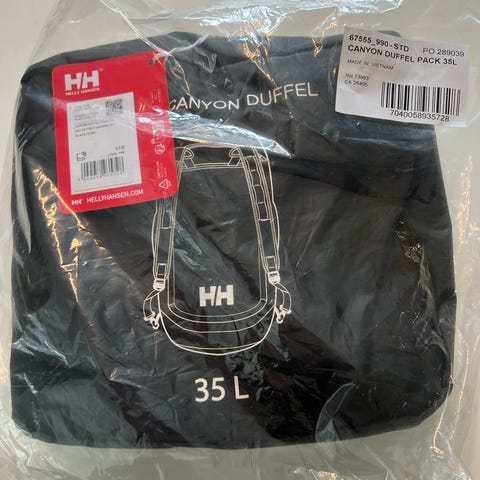 67555_990-STD PO 289039
CANYON DUFFEL PACK 35L
MADE IN: VIETNAM
RN 73983
CA 26405
7040058935728
HH
HELLY HANSEN
HH HELLYHANSEN.COM
CANYON DUFFEL
HH
35 L